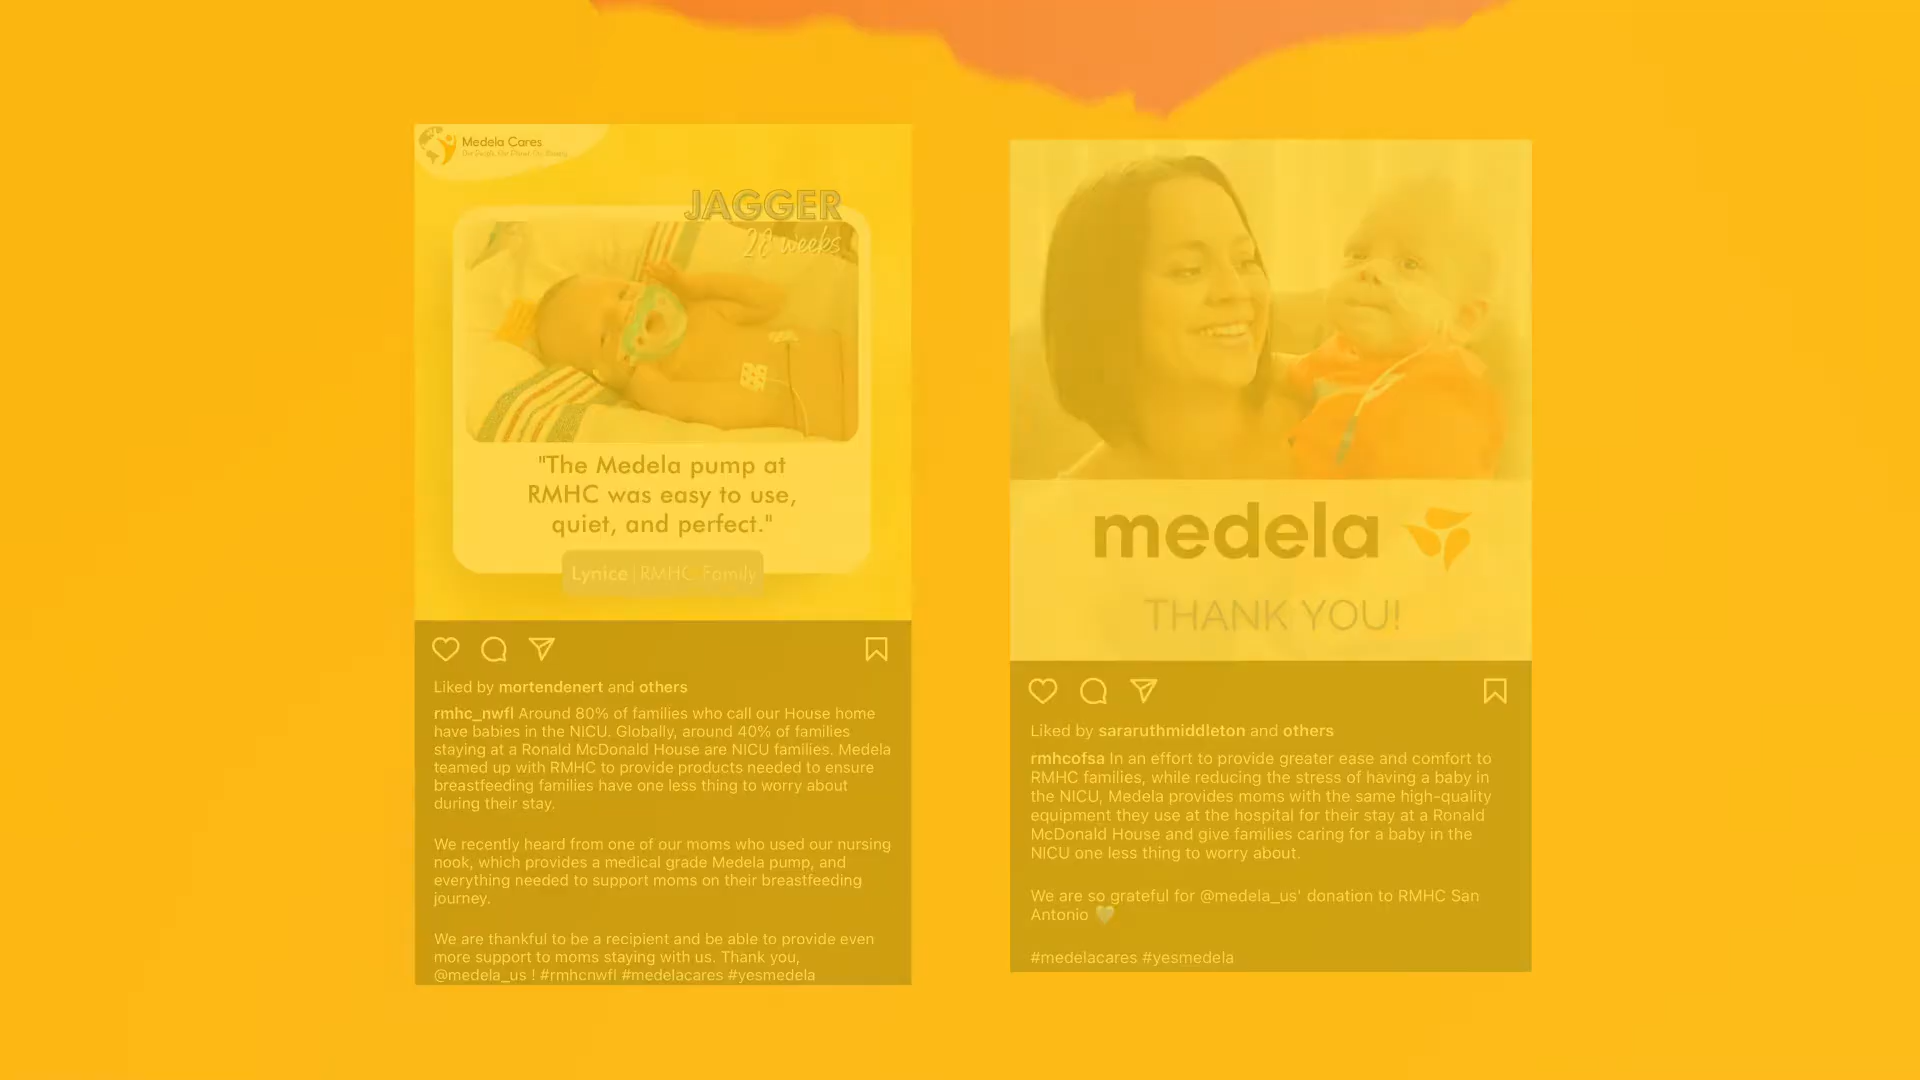 Medela Cares
JAGGER
28 weeks
"The Medela pump at
RMHC was easy to use,
quiet, and perfect."
Lynice | RMHC Family
Liked by mortendenert and others
rmhc_nwfl Around 80% of families who call our House home
have babies in the NICU. Globally, around 40% of families
staying at a Ronald McDonald House are NICU families. Medela
teamed up with RMHC to provide products needed to ensure
breastfeeding families have one less thing to worry about
during their stay.
We recently heard from one of our moms who used our nursing
nook, which provides a medical grade Medela pump, and
everything needed to support moms on their breastfeeding
journey.
We are thankful to be a recipient and be able to provide even
more support to moms staying with us. Thank you,
@medela_us ! #rmhcnwfl #medelacares #yesmedela
medela
THANK YOU!
Liked by sararuthmiddleton and others
rmhcofsa In an effort to provide greater ease and comfort to
RMHC families, while reducing the stress of having a baby in
the NICU, Medela provides moms with the same high-quality
equipment they use at the hospital for their stay at a Ronald
McDonald House and give families caring for a baby in the
NICU one less thing to worry about.
We are so grateful for @medela_us' donation to RMHC San
Antonio 💛
#medelacares #yesmedela